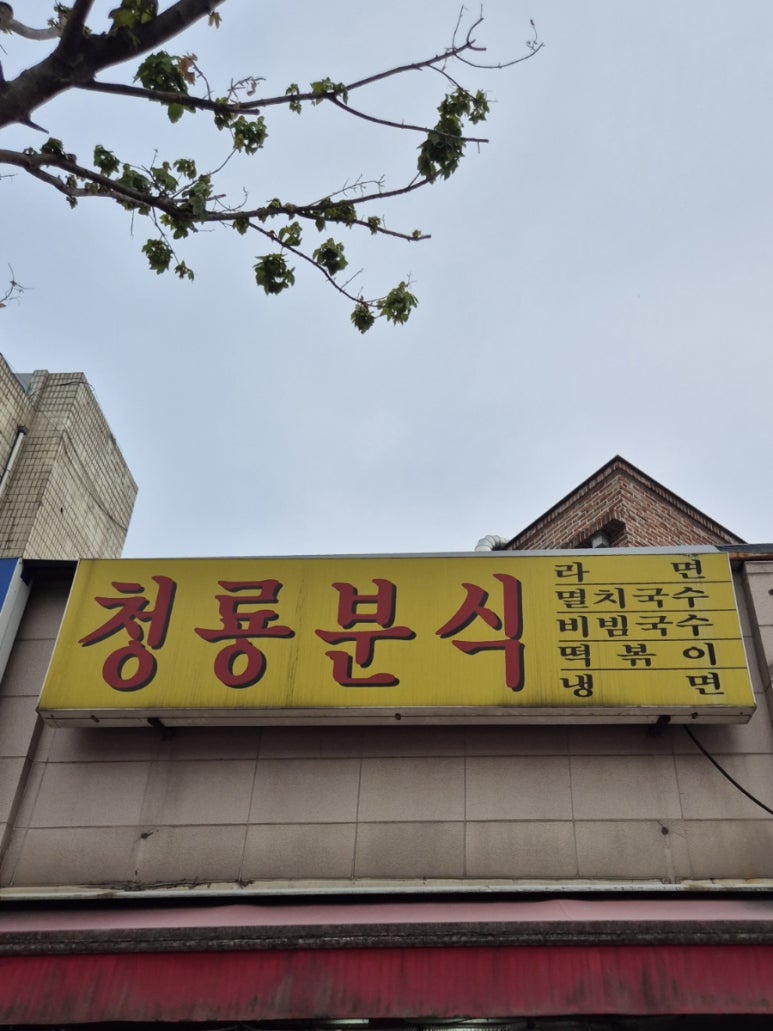 청룡분식
라면
멸치국수
비빔국수
떡볶이
냉면